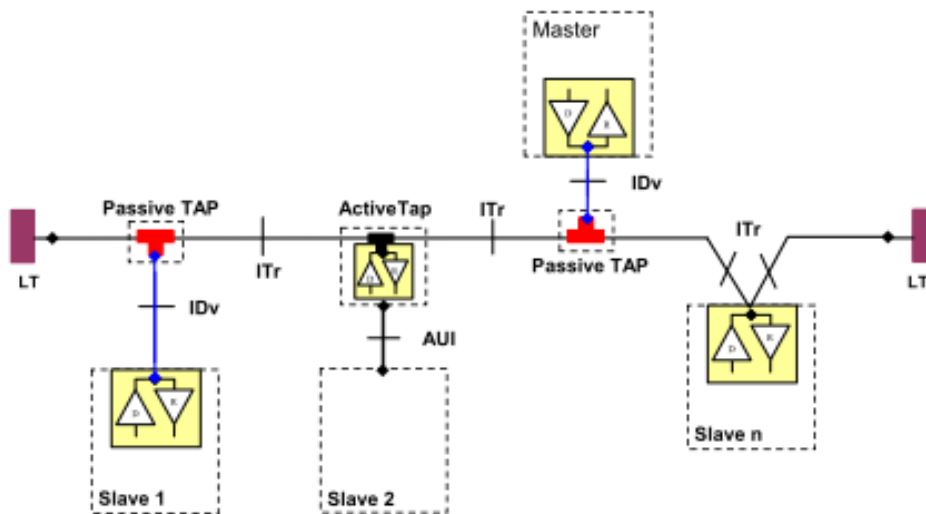 Master
D
R
IDv
Passive TAP
ActiveTap
ITr
ITr
LT
ITr
Passive TAP
LT
D
R
IDv
AUI
D
R
D
R
Slave 1
Slave 2
Slave n